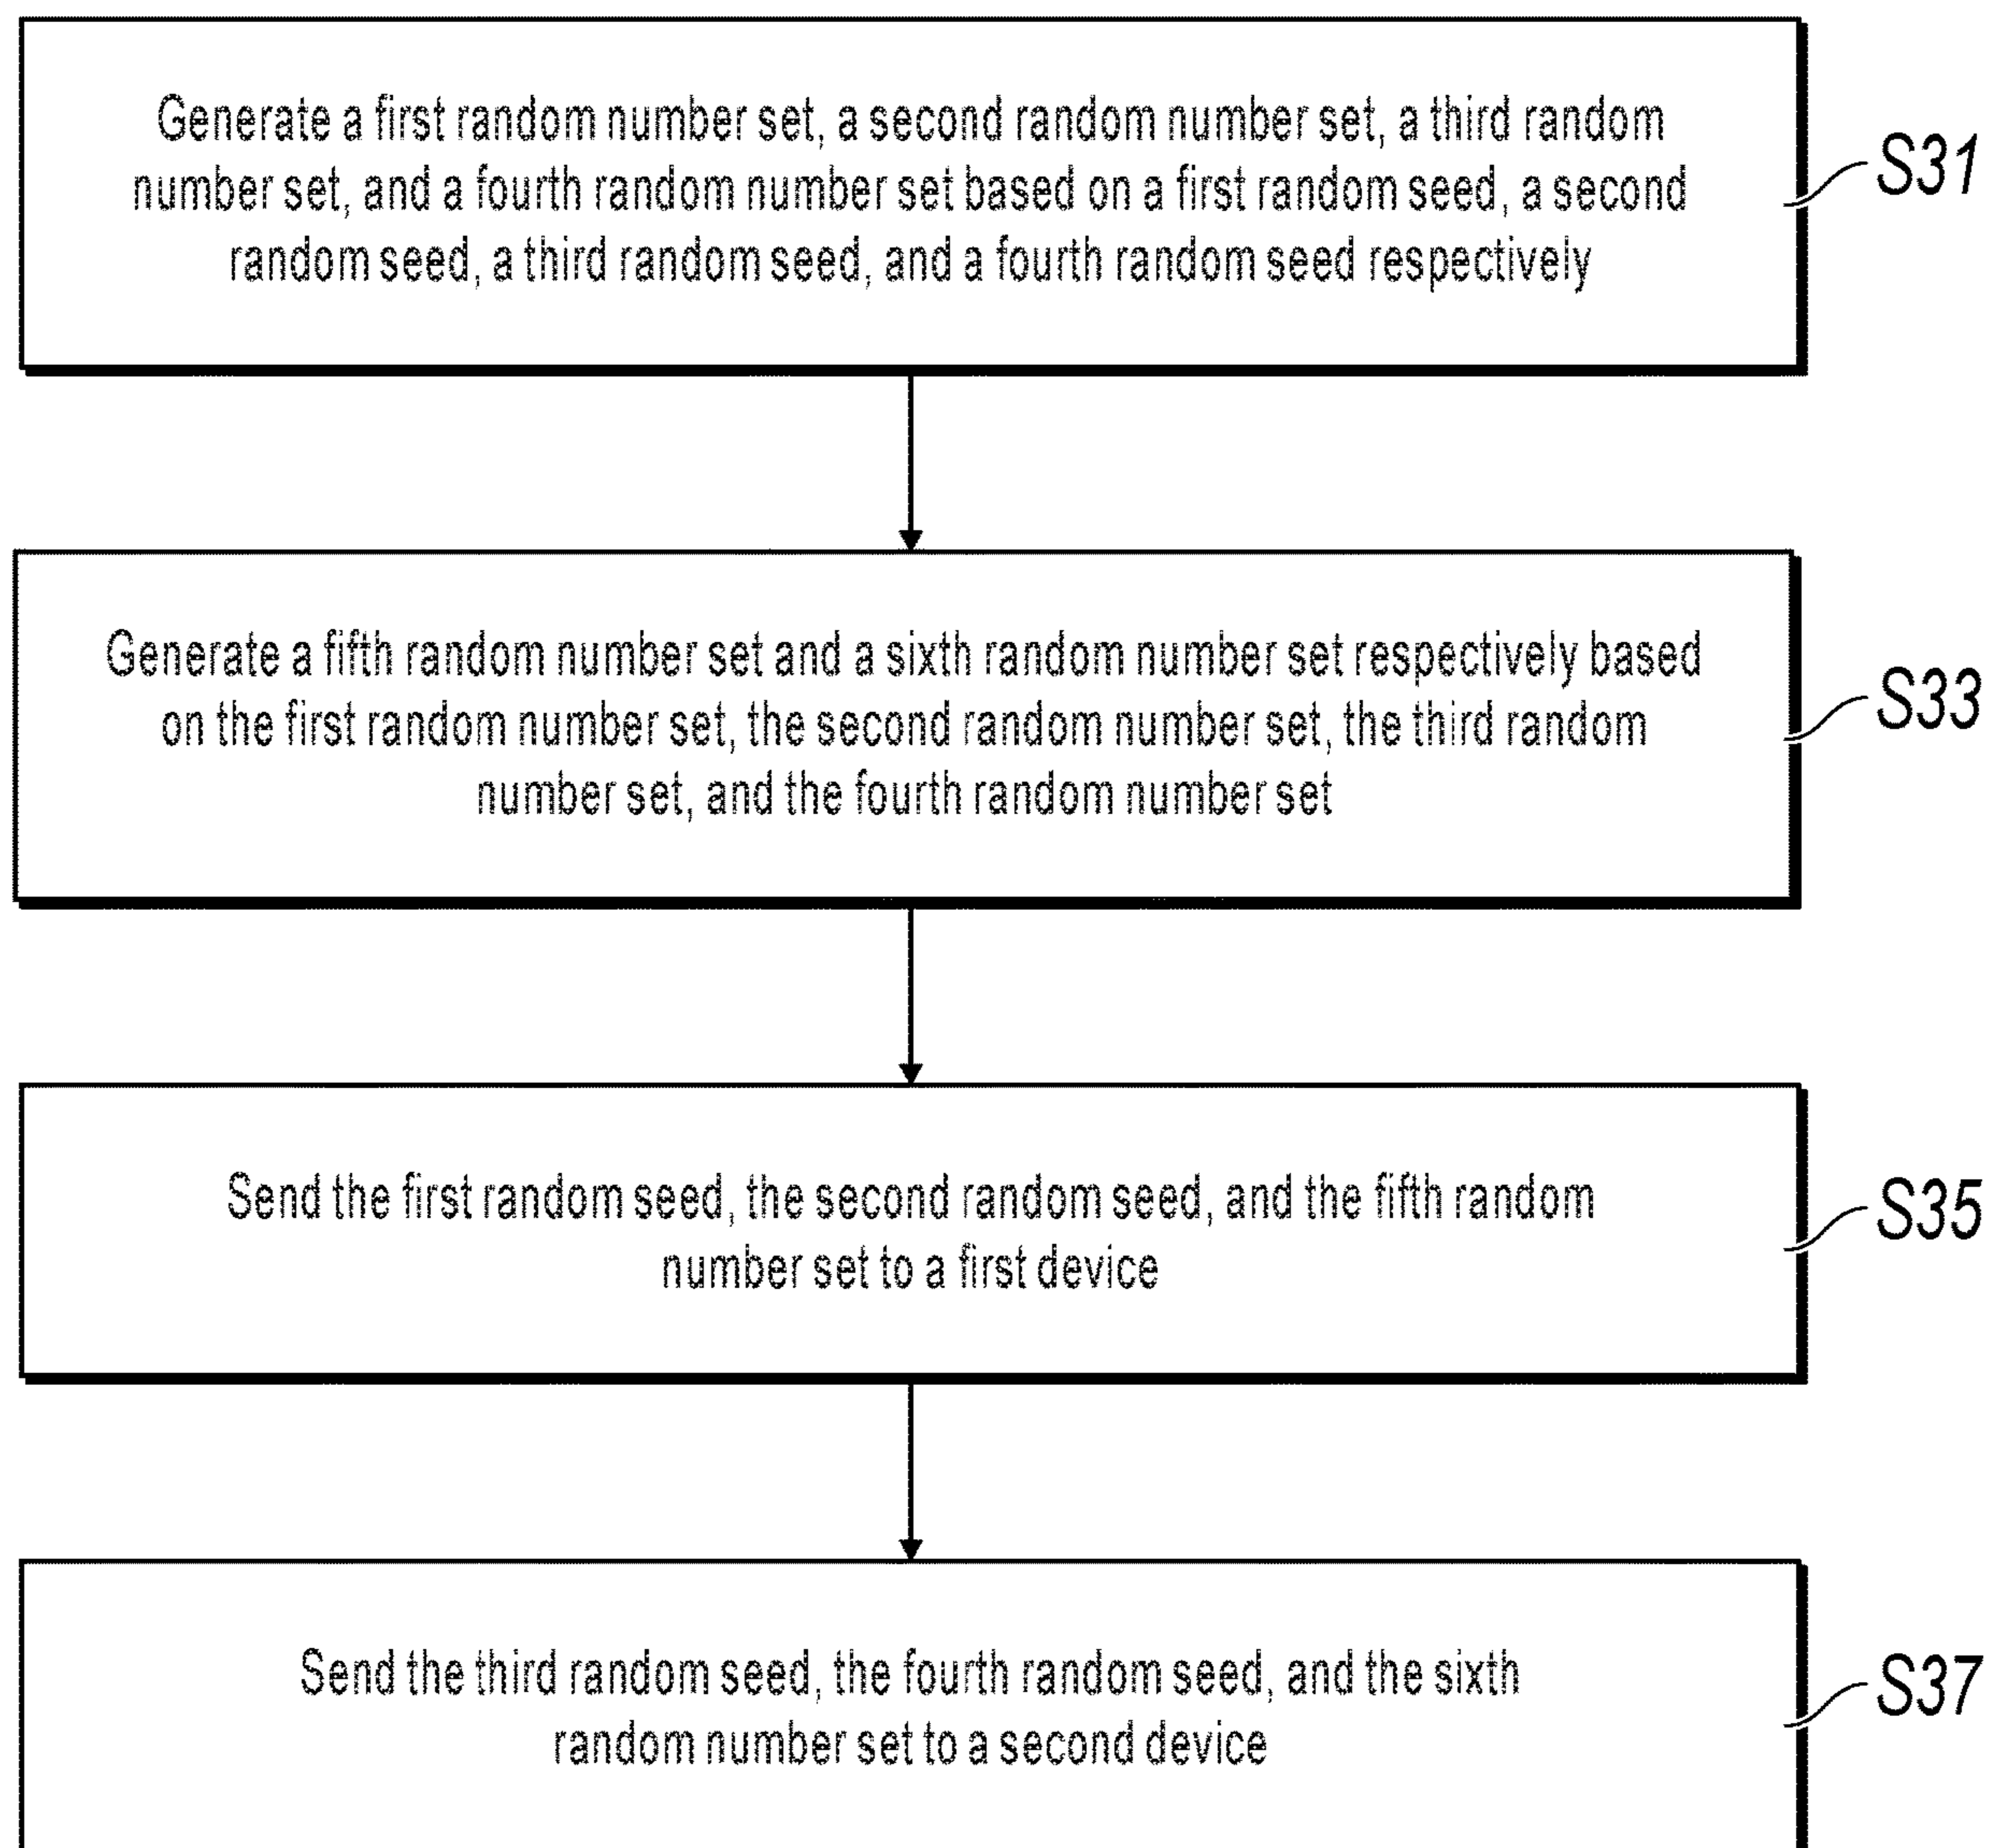 Generate a first random number set, a second random number set, a third random
number set, and a fourth random number set based on a first random seed, a second
random seed, a third random seed, and a fourth random seed respectively
S31
Generate a fifth random number set and a sixth random number set respectively based
on the first random number set, the second random number set, the third random
number set, and the fourth random number set
S33
Send the first random seed, the second random seed, and the fifth random
number set to a first device
S35
Send the third random seed, the fourth random seed, and the sixth
random number set to a second device
S37